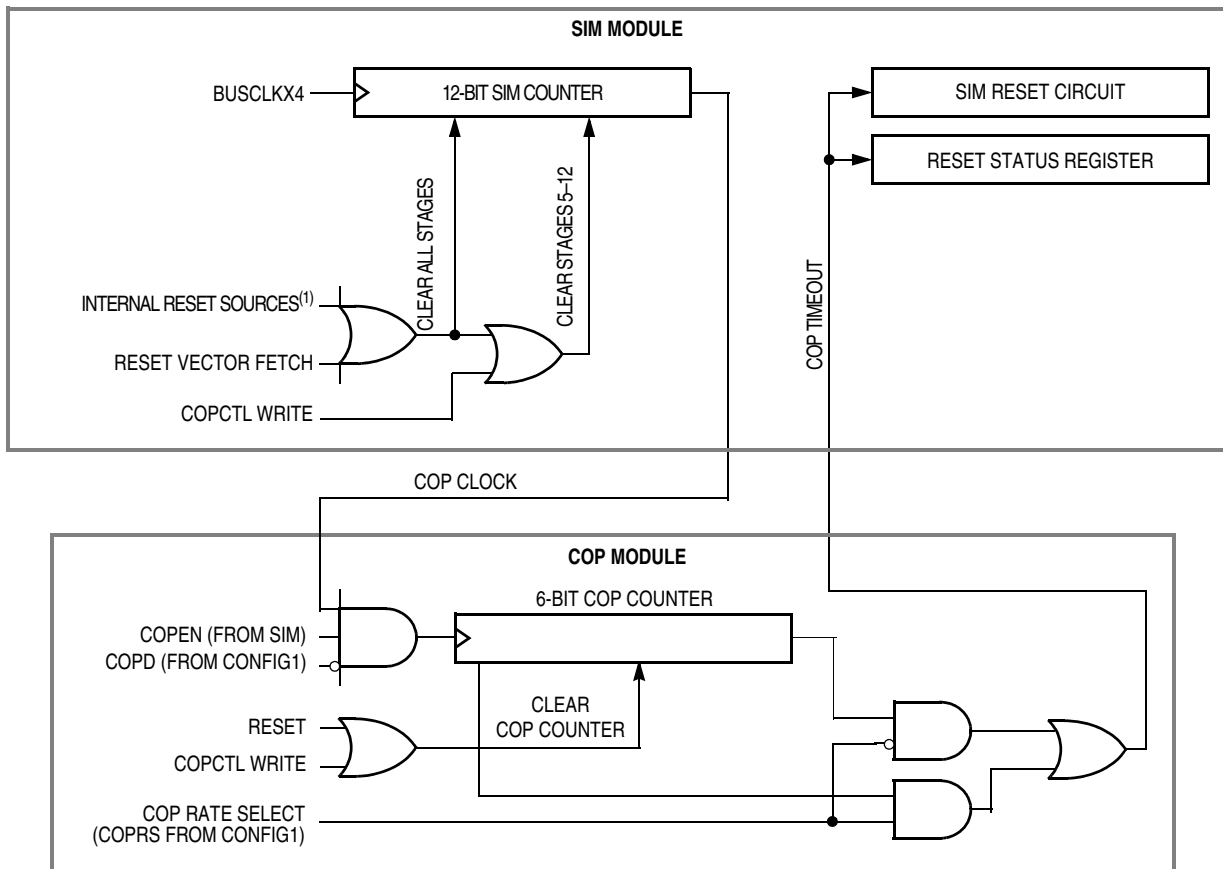 SIM MODULE
BUSCLKX4
12-BIT SIM COUNTER
SIM RESET CIRCUIT
RESET STATUS REGISTER
CLEAR ALL STAGES
CLEAR STAGES 5–12
COP TIMEOUT
INTERNAL RESET SOURCES(1)
RESET VECTOR FETCH
COPCTL WRITE
COP CLOCK
COP MODULE
6-BIT COP COUNTER
COPEN (FROM SIM)
COPD (FROM CONFIG1)
CLEAR
COP COUNTER
RESET
COPCTL WRITE
COP RATE SELECT
(COPRS FROM CONFIG1)